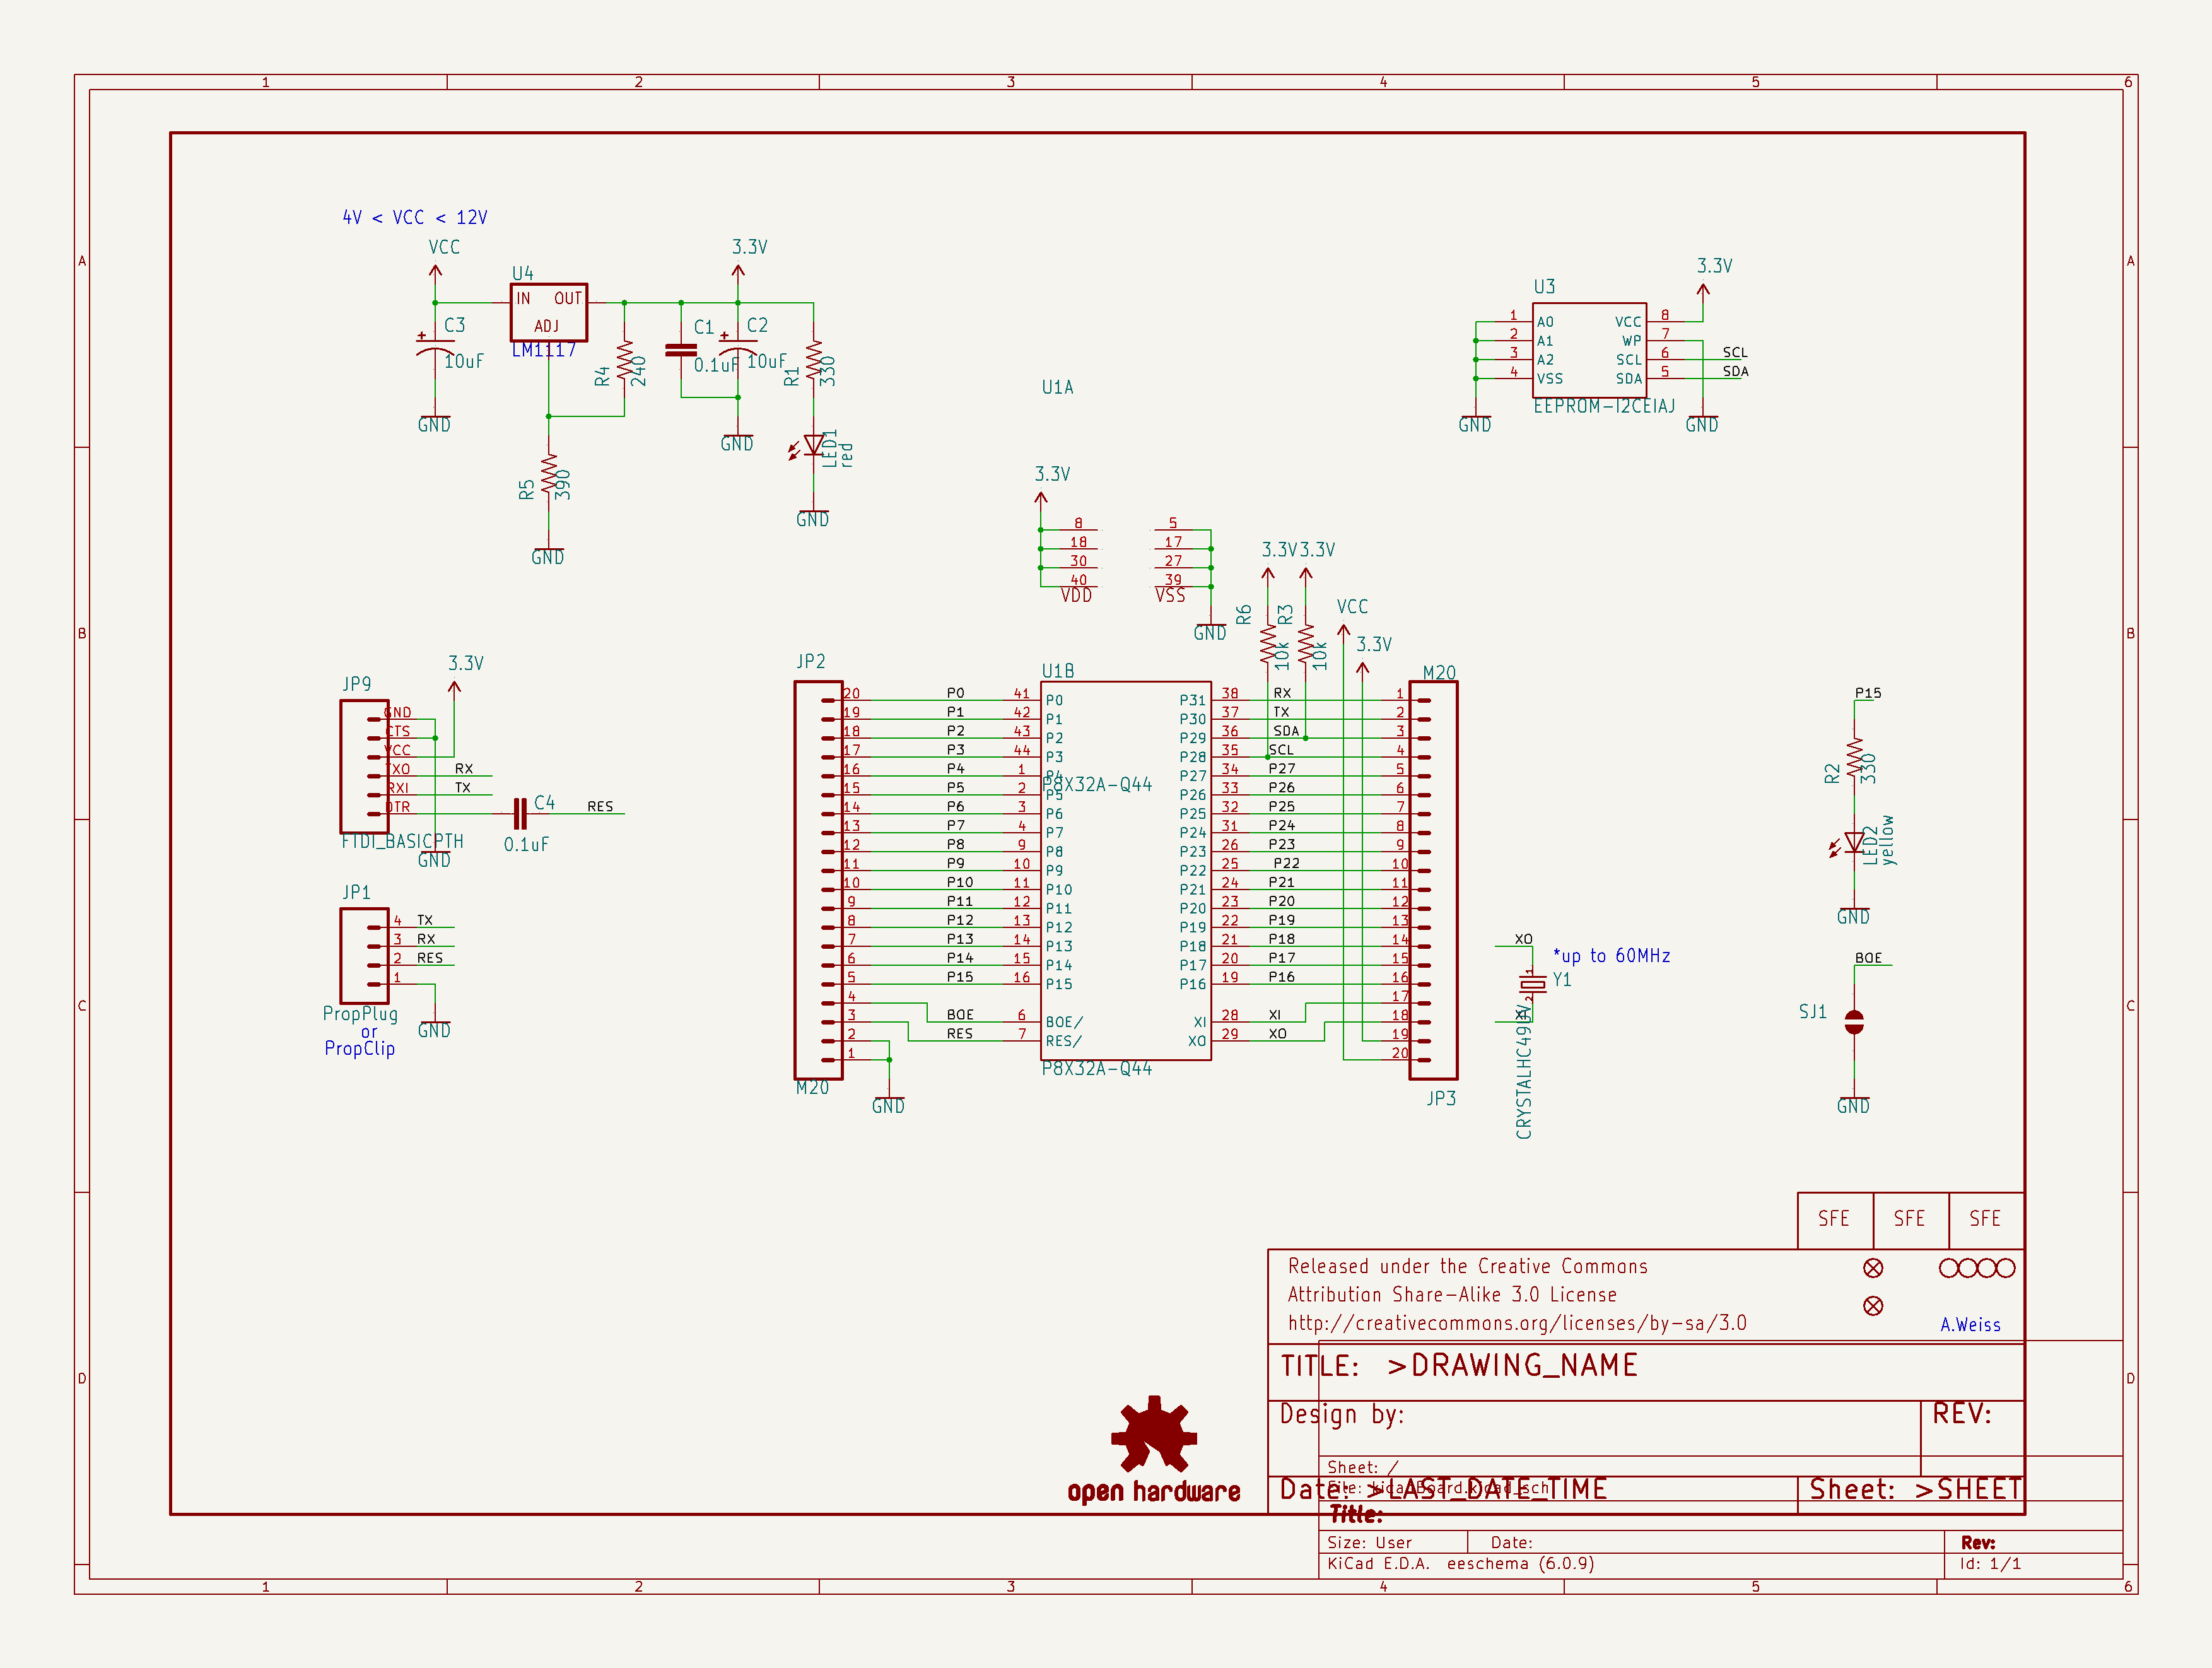 1 2 3 4 5 6
A
B
C
D
A
B
C
D
4V < VCC < 12V
VCC
U4
IN OUT
ADJ
LM1117
C3
10uF
GND
R4
240
R5
390
GND
C1
0.1uF
3.3V
C2
10uF
GND
R1
330
LED1
red
GND
U1A
3.3V
8
18
30
40
VDD
5
17
27
39
VSS
GND
U3
1 A0
2 A1
3 A2
4 VSS
VCC 8
WP 7
SCL 6 SCL
SDA 5 SDA
EEPROM-I2CEIAJ
GND
3.3V
GND
JP9
3.3V
GND
CTS
VCC
TXO RX
RXI TX
DTR
C4
0.1uF
RES
FTDI_BASICPTH
GND
JP1
4 TX
3 RX
2 RES
1
PropPlug
or
PropClip
GND
JP2
20 P0 41 P0
19 P1 42 P1
18 P2 43 P2
17 P3 44 P3
16 P4 1 P4
15 P5 2 P5
14 P6 3 P6
13 P7 4 P7
12 P8 9 P8
11 P9 10 P9
10 P10 11 P10
9 P11 12 P11
8 P12 13 P12
7 P13 14 P13
6 P14 15 P14
5 P15 16 P15
4
3 BOE 6 BOE/
2 RES 7 RES/
1
M20
GND
U1B
P8X32A-Q44
P8X32A-Q44
3.3V
R6
10k
3.3V
R3
10k
VCC
3.3V
M20
P31 38 RX 1
P30 37 TX 2
P29 36 SDA 3
P28 35 SCL 4
P27 34 P27 5
P26 33 P26 6
P25 32 P25 7
P24 31 P24 8
P23 26 P23 9
P22 25 P22 10
P21 24 P21 11
P20 23 P20 12
P19 22 P19 13
P18 21 P18 14
P17 20 P17 15
P16 19 P16 16
17
XI 28 XI 18
XO 29 XO 19
20
JP3
XO
*up to 60MHz
1
Y1
2
XI
CRYSTALHC49UV
P15
R2
330
LED2
yellow
GND
BOE
SJ1
GND
SFE SFE SFE
Released under the Creative Commons
Attribution Share-Alike 3.0 License
http://creativecommons.org/licenses/by-sa/3.0
A.Weiss
TITLE: >DRAWING_NAME
Design by:
REV:
Date: >LAST_DATE_TIME
Sheet: >SHEET
Sheet: /
File: kicadBoard.kicad_sch
Title:
Size: User
Date:
Rev:
KiCad E.D.A. eeschema (6.0.9)
Id: 1/1
open hardware
1 2 3 4 5 6